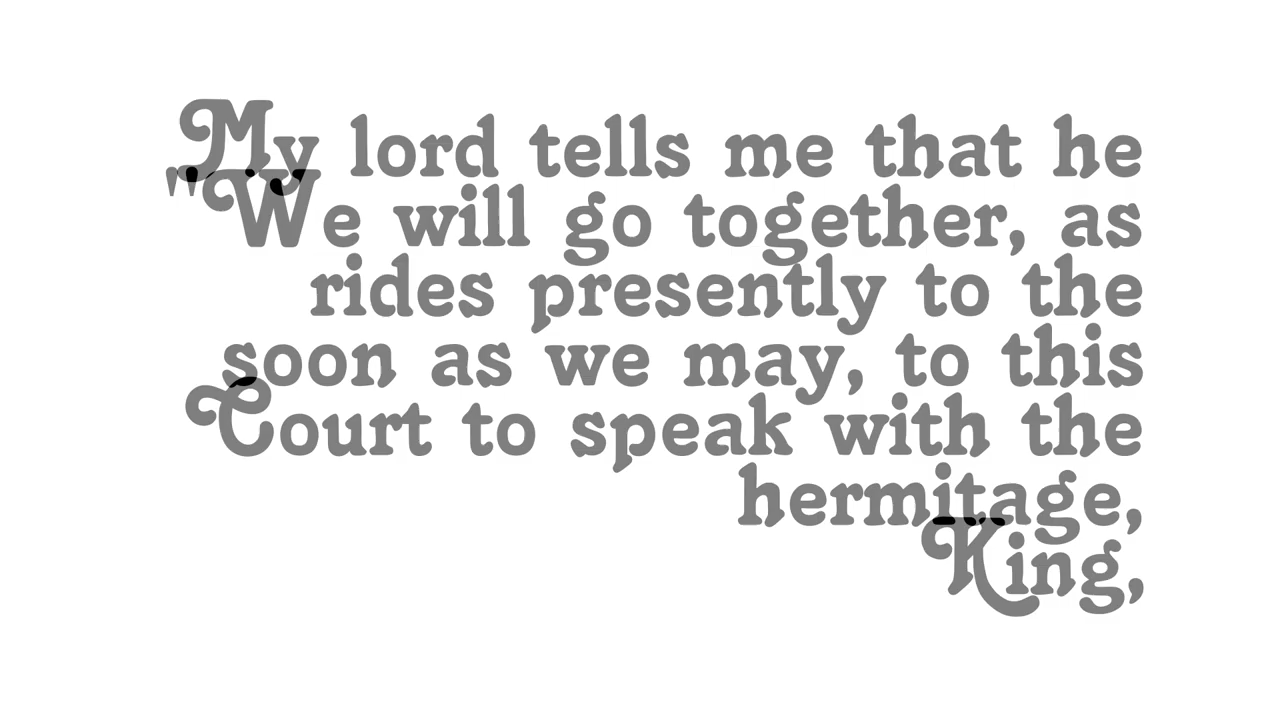 My lord tells me that he
"We will go together, as
rides presently to the
soon as we may, to this
Court to speak with the
hermitage,
King,